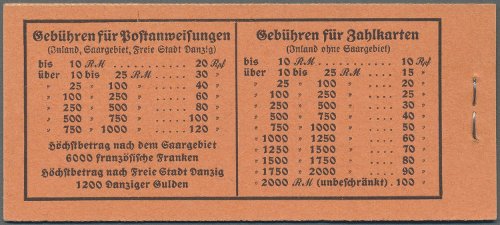 Gebühren für Postanweisungen
(Inland, Saargebiet, Freie Stadt Danzig)
bis 10 RM .......... 20 Rpf
über 10 bis 25 RM ... 30 "
" 25 " 100 " .... 40 "
" 100 " 250 " .... 60 "
" 250 " 500 " .... 80 "
" 500 " 750 " .... 100 "
" 750 " 1000 " .... 120 "
Höchstbetrag nach dem Saargebiet
6000 französische Franken
Höchstbetrag nach Freie Stadt Danzig
1200 Danziger Gulden
Gebühren für Zahlkarten
(Inland ohne Saargebiet)
bis 10 RM .......... 10 Rpf
über 10 bis 25 RM .... 15 "
" 25 " 100 " .... 20 "
" 100 " 250 " .... 25 "
" 250 " 500 " .... 30 "
" 500 " 750 " .... 40 "
" 750 " 1000 " .... 50 "
" 1000 " 1250 " .... 60 "
" 1250 " 1500 " .... 70 "
" 1500 " 1750 " .... 80 "
" 1750 " 2000 " .... 90 "
" 2000 RM (unbeschränkt) . 100 "